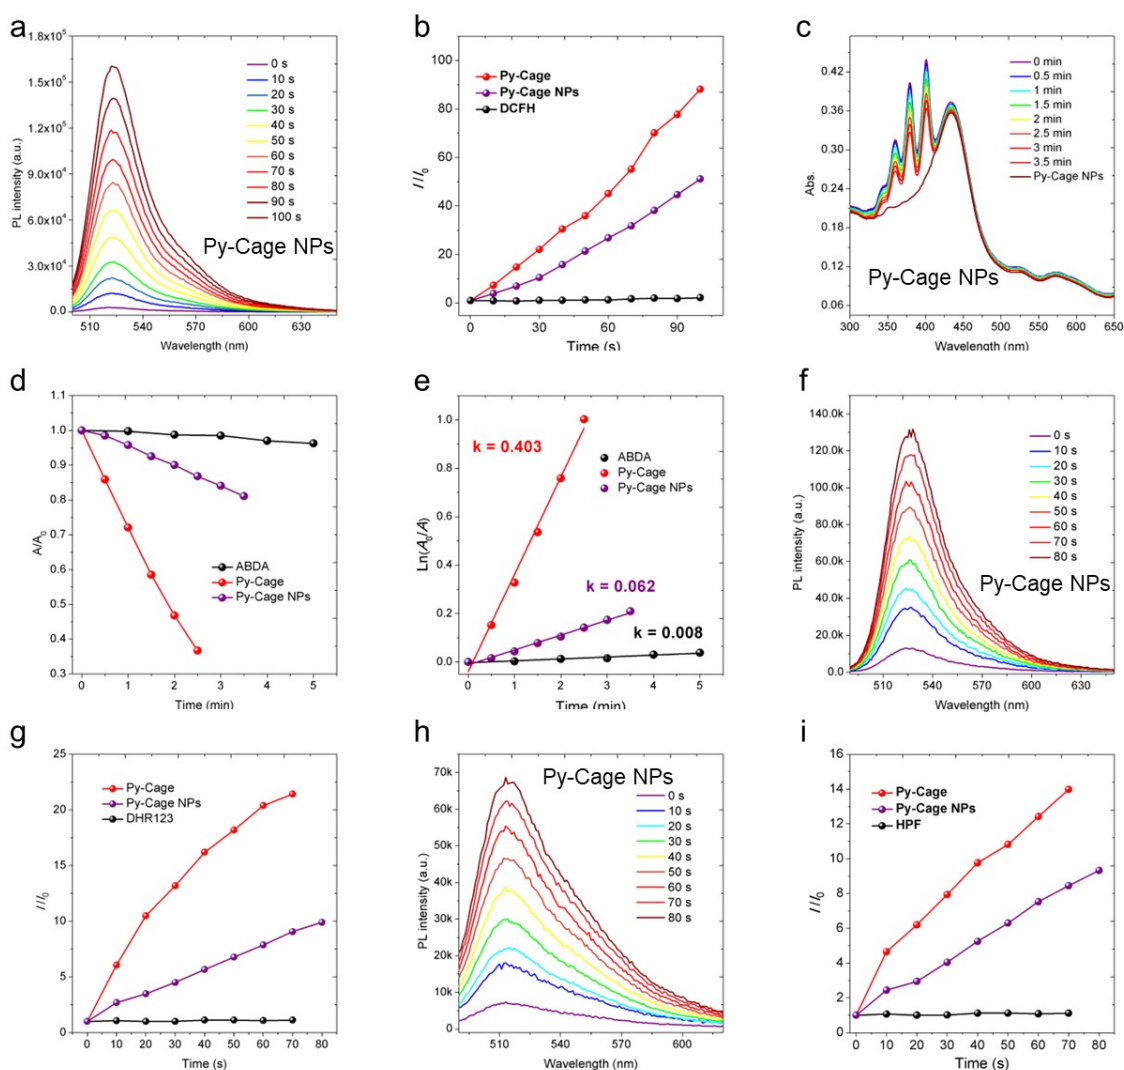 a
1.8x10⁵
1.5x10⁵
1.2x10⁵
9.0x10⁴
6.0x10⁴
3.0x10⁴
0.0
PL intensity (a.u.)
510 540 570 600 630
Wavelength (nm)
0 s
10 s
20 s
30 s
40 s
50 s
60 s
70 s
80 s
90 s
100 s
Py-Cage NPs
b
100
80
60
40
20
0
I/I₀
0 30 60 90
Time (s)
Py-Cage
Py-Cage NPs
DCFH
c
0.42
0.36
0.30
0.24
0.18
0.12
0.06
Abs.
300 350 400 450 500 550 600 650
Wavelength (nm)
0 min
0.5 min
1 min
1.5 min
2 min
2.5 min
3 min
3.5 min
Py-Cage NPs
Py-Cage NPs
d
1.1
1.0
0.9
0.8
0.7
0.6
0.5
0.4
0.3
A/A₀
0 1 2 3 4 5
Time (min)
ABDA
Py-Cage
Py-Cage NPs
e
1.0
0.8
0.6
0.4
0.2
0.0
Ln(A₀/A)
0 1 2 3 4 5
Time (min)
k = 0.403
ABDA
Py-Cage
Py-Cage NPs
k = 0.062
k = 0.008
f
140.0k
120.0k
100.0k
80.0k
60.0k
40.0k
20.0k
0.0
PL intensity (a.u.)
510 540 570 600 630
Wavelength (nm)
0 s
10 s
20 s
30 s
40 s
50 s
60 s
70 s
80 s
Py-Cage NPs
g
25
20
15
10
5
0
I/I₀
0 10 20 30 40 50 60 70 80
Time (s)
Py-Cage
Py-Cage NPs
DHR123
h
Py-Cage NPs
70k
60k
50k
40k
30k
20k
10k
0
PL intensity (a.u.)
510 540 570 600
Wavelength (nm)
0 s
10 s
20 s
30 s
40 s
50 s
60 s
70 s
80 s
i
16
14
12
10
8
6
4
2
0
I/I₀
0 10 20 30 40 50 60 70 80
Time (s)
Py-Cage
Py-Cage NPs
HPF